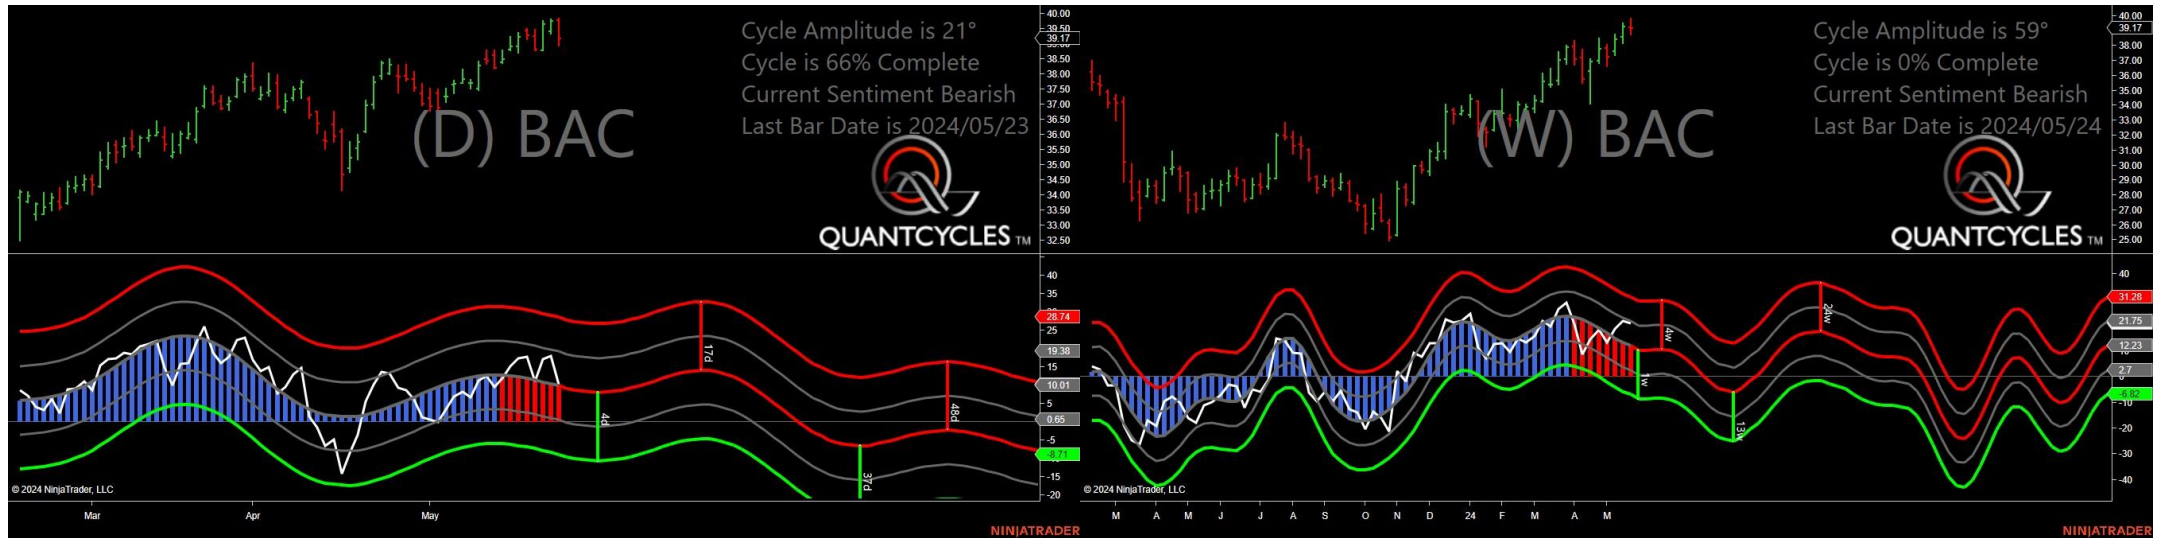 Cycle Amplitude is 21°
Cycle is 66% Complete
Current Sentiment Bearish
Last Bar Date is 2024/05/23
(D) BAC
QUANTCYCLES TM
40.00
39.50
39.17
38.50
38.00
37.50
37.00
36.50
36.00
35.50
35.00
34.50
34.00
33.50
33.00
32.50
40
35
28.74
25
19.38
15
10.01
5
0.65
-5
-8.71
-15
-20
4d
17d
37d
48d
© 2024 NinjaTrader, LLC
Mar
Apr
May
NINJATRADER
Cycle Amplitude is 59°
Cycle is 0% Complete
Current Sentiment Bearish
Last Bar Date is 2024/05/24
(W) BAC
QUANTCYCLES TM
40.00
39.17
38.00
37.00
36.00
35.00
34.00
33.00
32.00
31.00
30.00
29.00
28.00
27.00
26.00
25.00
40
31.28
21.75
12.23
2.7
-6.82
-10
-20
-30
-40
1w
4w
13w
24w
© 2024 NinjaTrader, LLC
M A M J J A S O N D 24 F M A M
NINJATRADER